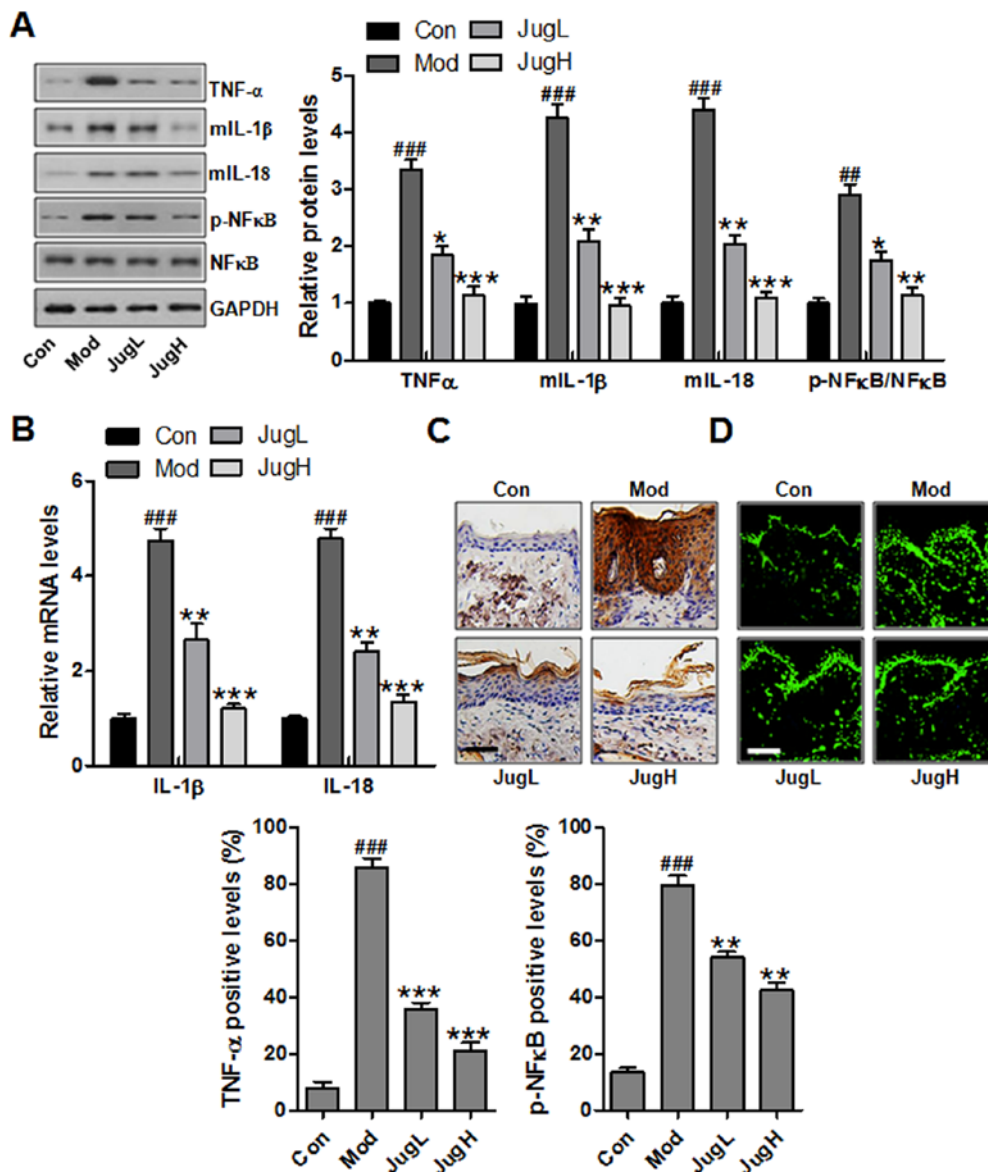 A
TNF-α
mIL-1β
mIL-18
p-NFκB
NFκB
GAPDH
Con Mod JugL JugH
Con JugL
Mod JugH
Relative protein levels
5
4
3
2
1
0
### ### ### ##
* ** ** *
*** *** *** **
TNFα mIL-1β mIL-18 p-NFκB/NFκB
B
Con JugL
Mod JugH
Relative mRNA levels
6
4
2
0
### ###
** **
*** ***
IL-1β IL-18
C
Con Mod
JugL JugH
D
Con Mod
JugL JugH
TNF-α positive levels (%)
100
80
60
40
20
0
###
***
***
Con Mod JugL JugH
p-NFκB positive levels (%)
100
80
60
40
20
0
###
**
**
Con Mod JugL JugH